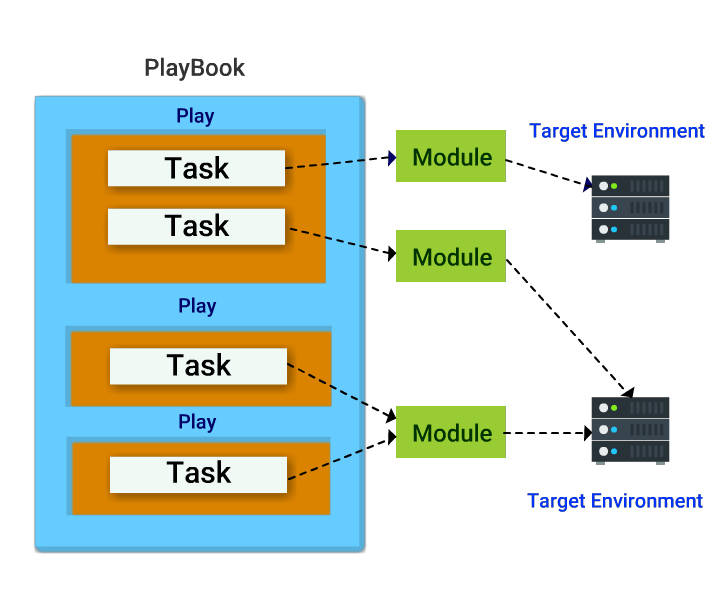 PlayBook
Play
Task
Task
Play
Task
Play
Task
Module
Module
Module
Target Environment
Target Environment